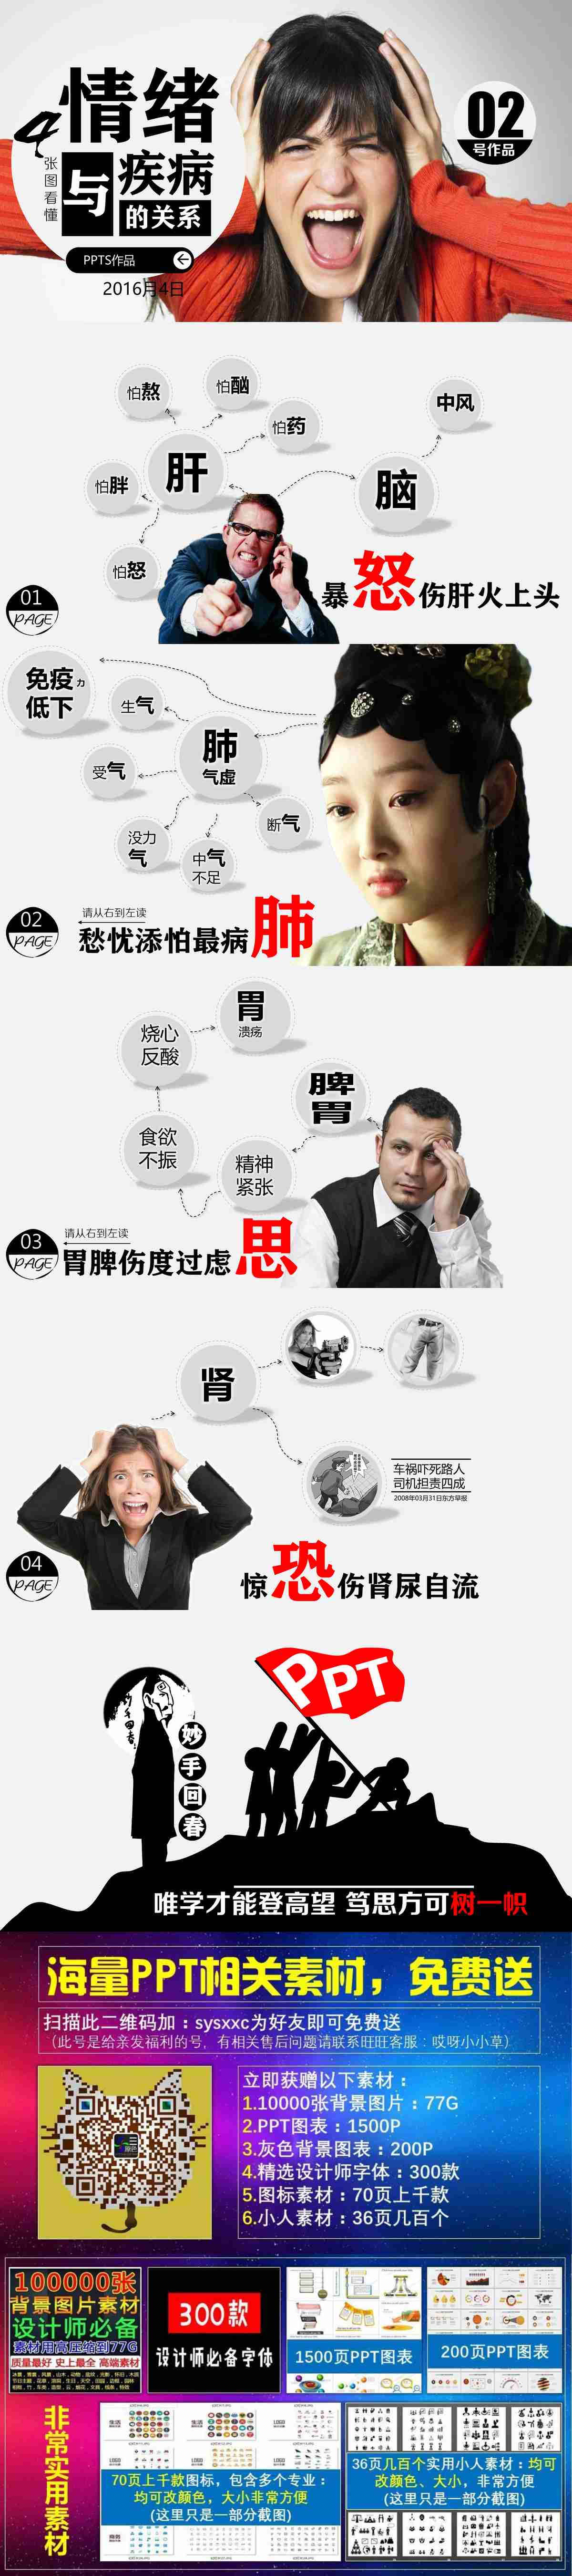 4
张图看懂
情绪
与
疾病
的关系
PPTS作品
2016月4日
02
号作品
怕熬
怕酗
怕药
中风
怕胖
肝
脑
怕怒
01
PAGE
暴怒伤肝火上头
免疫力
低下
生气
肺
气虚
受气
断气
没力
气
中气
不足
02
PAGE
请从右到左读
愁忧添怕最病肺
胃
溃疡
烧心
反酸
脾
胃
食欲
不振
精神
紧张
03
PAGE
请从右到左读
胃脾伤度过虑思
肾
车祸吓死路人
司机担责四成
2008年03月31日东方早报
04
PAGE
惊恐伤肾尿自流
PPT
妙手回春
唯学才能登高望 笃思方可树一帜
海量PPT相关素材，免费送
扫描此二维码加：sysxxc为好友即可免费送
（此号是给亲发福利的号，有相关售后问题请联系旺旺客服：哎呀小小草）
立即获赠以下素材：
1.10000张背景图片：77G
2.PPT图表：1500P
3.灰色背景图表：200P
4.精选设计师字体：300款
5.图标素材：70页上千款
6.小人素材：36页几百个
100000张
背景图片素材
设计师必备
素材用高压缩到77G
质量最好 史上最全 高端素材
300款
设计师必备字体
1500页PPT图表
200页PPT图表
非常实用素材
70页上千款图标，包含多个专业：
均可改颜色，大小非常方便
(这里只是一部分截图)
36页几百个实用小人素材：均可
改颜色、大小，非常方便
(这里只是一部分截图)